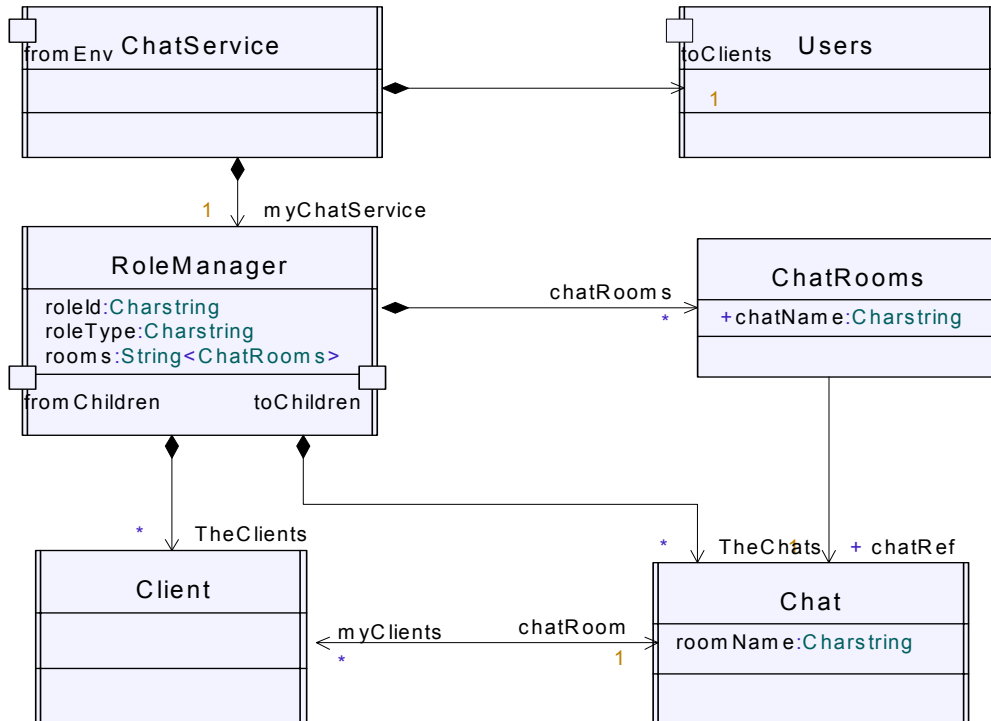 ChatService
fromEnv
Users
toClients
1
1 myChatService
RoleManager
roleId:Charstring
roleType:Charstring
rooms:String<ChatRooms>
fromChildren toChildren
chatRooms
*
ChatRooms
+chatName:Charstring
* TheClients
* TheChats
1
+ chatRef
Client
myClients
*
chatRoom
1
Chat
roomName:Charstring